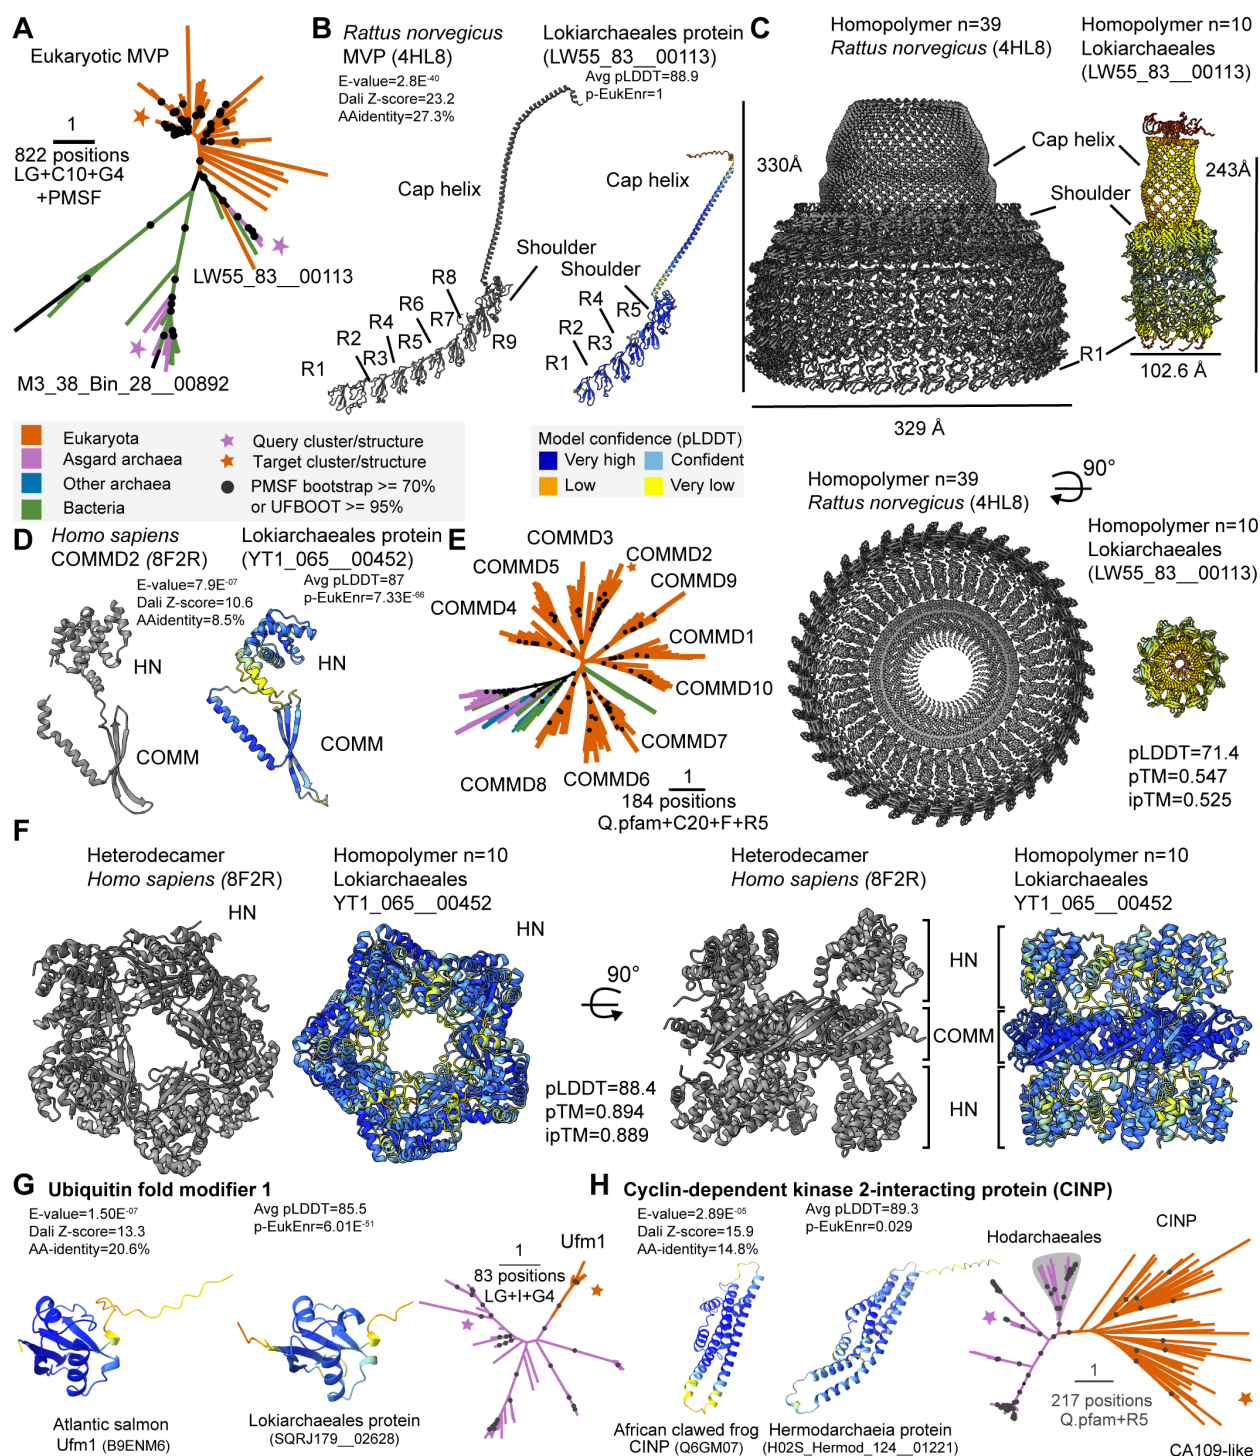 A
Eukaryotic MVP
1
822 positions
LG+C10+G4
+PMSF
LW55_83__00113
M3_38_Bin_28__00892
B
Rattus norvegicus
MVP (4HL8)
E-value=2.8E-40
Dali Z-score=23.2
AAidentity=27.3%
Lokiarchaeales protein
(LW55_83__00113)
Avg pLDDT=88.9
p-EukEnr=1
Cap helix
Cap helix
Shoulder
Shoulder
R1
R2
R3
R4
R5
R6
R7
R8
R9
R1
R2
R3
R4
R5
C
Homopolymer n=39
Rattus norvegicus (4HL8)
Homopolymer n=10
Lokiarchaeales
(LW55_83__00113)
330Å
Cap helix
243Å
Shoulder
R1
102.6 Å
329 Å
Eukaryota
Asgard archaea
Other archaea
Bacteria
Query cluster/structure
Target cluster/structure
PMSF bootstrap >= 70%
or UFBOOT >= 95%
Model confidence (pLDDT)
Very high
Confident
Low
Very low
Homopolymer n=39
Rattus norvegicus (4HL8)
90°
Homopolymer n=10
Lokiarchaeales
(LW55_83__00113)
pLDDT=71.4
pTM=0.547
ipTM=0.525
D
Homo sapiens
COMMD2 (8F2R)
E-value=7.9E-07
Dali Z-score=10.6
AAidentity=8.5%
Lokiarchaeales protein
(YT1_065__00452)
Avg pLDDT=87
p-EukEnr=7.33E-66
HN
HN
COMM
COMM
E
COMMD3
COMMD2
COMMD5
COMMD9
COMMD4
COMMD1
COMMD10
COMMD7
COMMD8
COMMD6
1
184 positions
Q.pfam+C20+F+R5
F
Heterodecamer
Homo sapiens (8F2R)
HN
Homopolymer n=10
Lokiarchaeales
YT1_065__00452
HN
90°
pLDDT=88.4
pTM=0.894
ipTM=0.889
Heterodecamer
Homo sapiens (8F2R)
Homopolymer n=10
Lokiarchaeales
YT1_065__00452
HN
COMM
HN
G Ubiquitin fold modifier 1
E-value=1.50E-07
Dali Z-score=13.3
AA-identity=20.6%
Avg pLDDT=85.5
p-EukEnr=6.01E-51
Ufm1
1
83 positions
LG+I+G4
Atlantic salmon
Ufm1 (B9ENM6)
Lokiarchaeales protein
(SQRJ179__02628)
H Cyclin-dependent kinase 2-interacting protein (CINP)
E-value=2.89E-05
Dali Z-score=15.9
AA-identity=14.8%
Avg pLDDT=89.3
p-EukEnr=0.029
CINP
Hodarchaeales
1
217 positions
Q.pfam+R5
African clawed frog
CINP (Q6GM07)
Hermodarchaeia protein
(H02S_Hermod_124__01221)
CA109-like